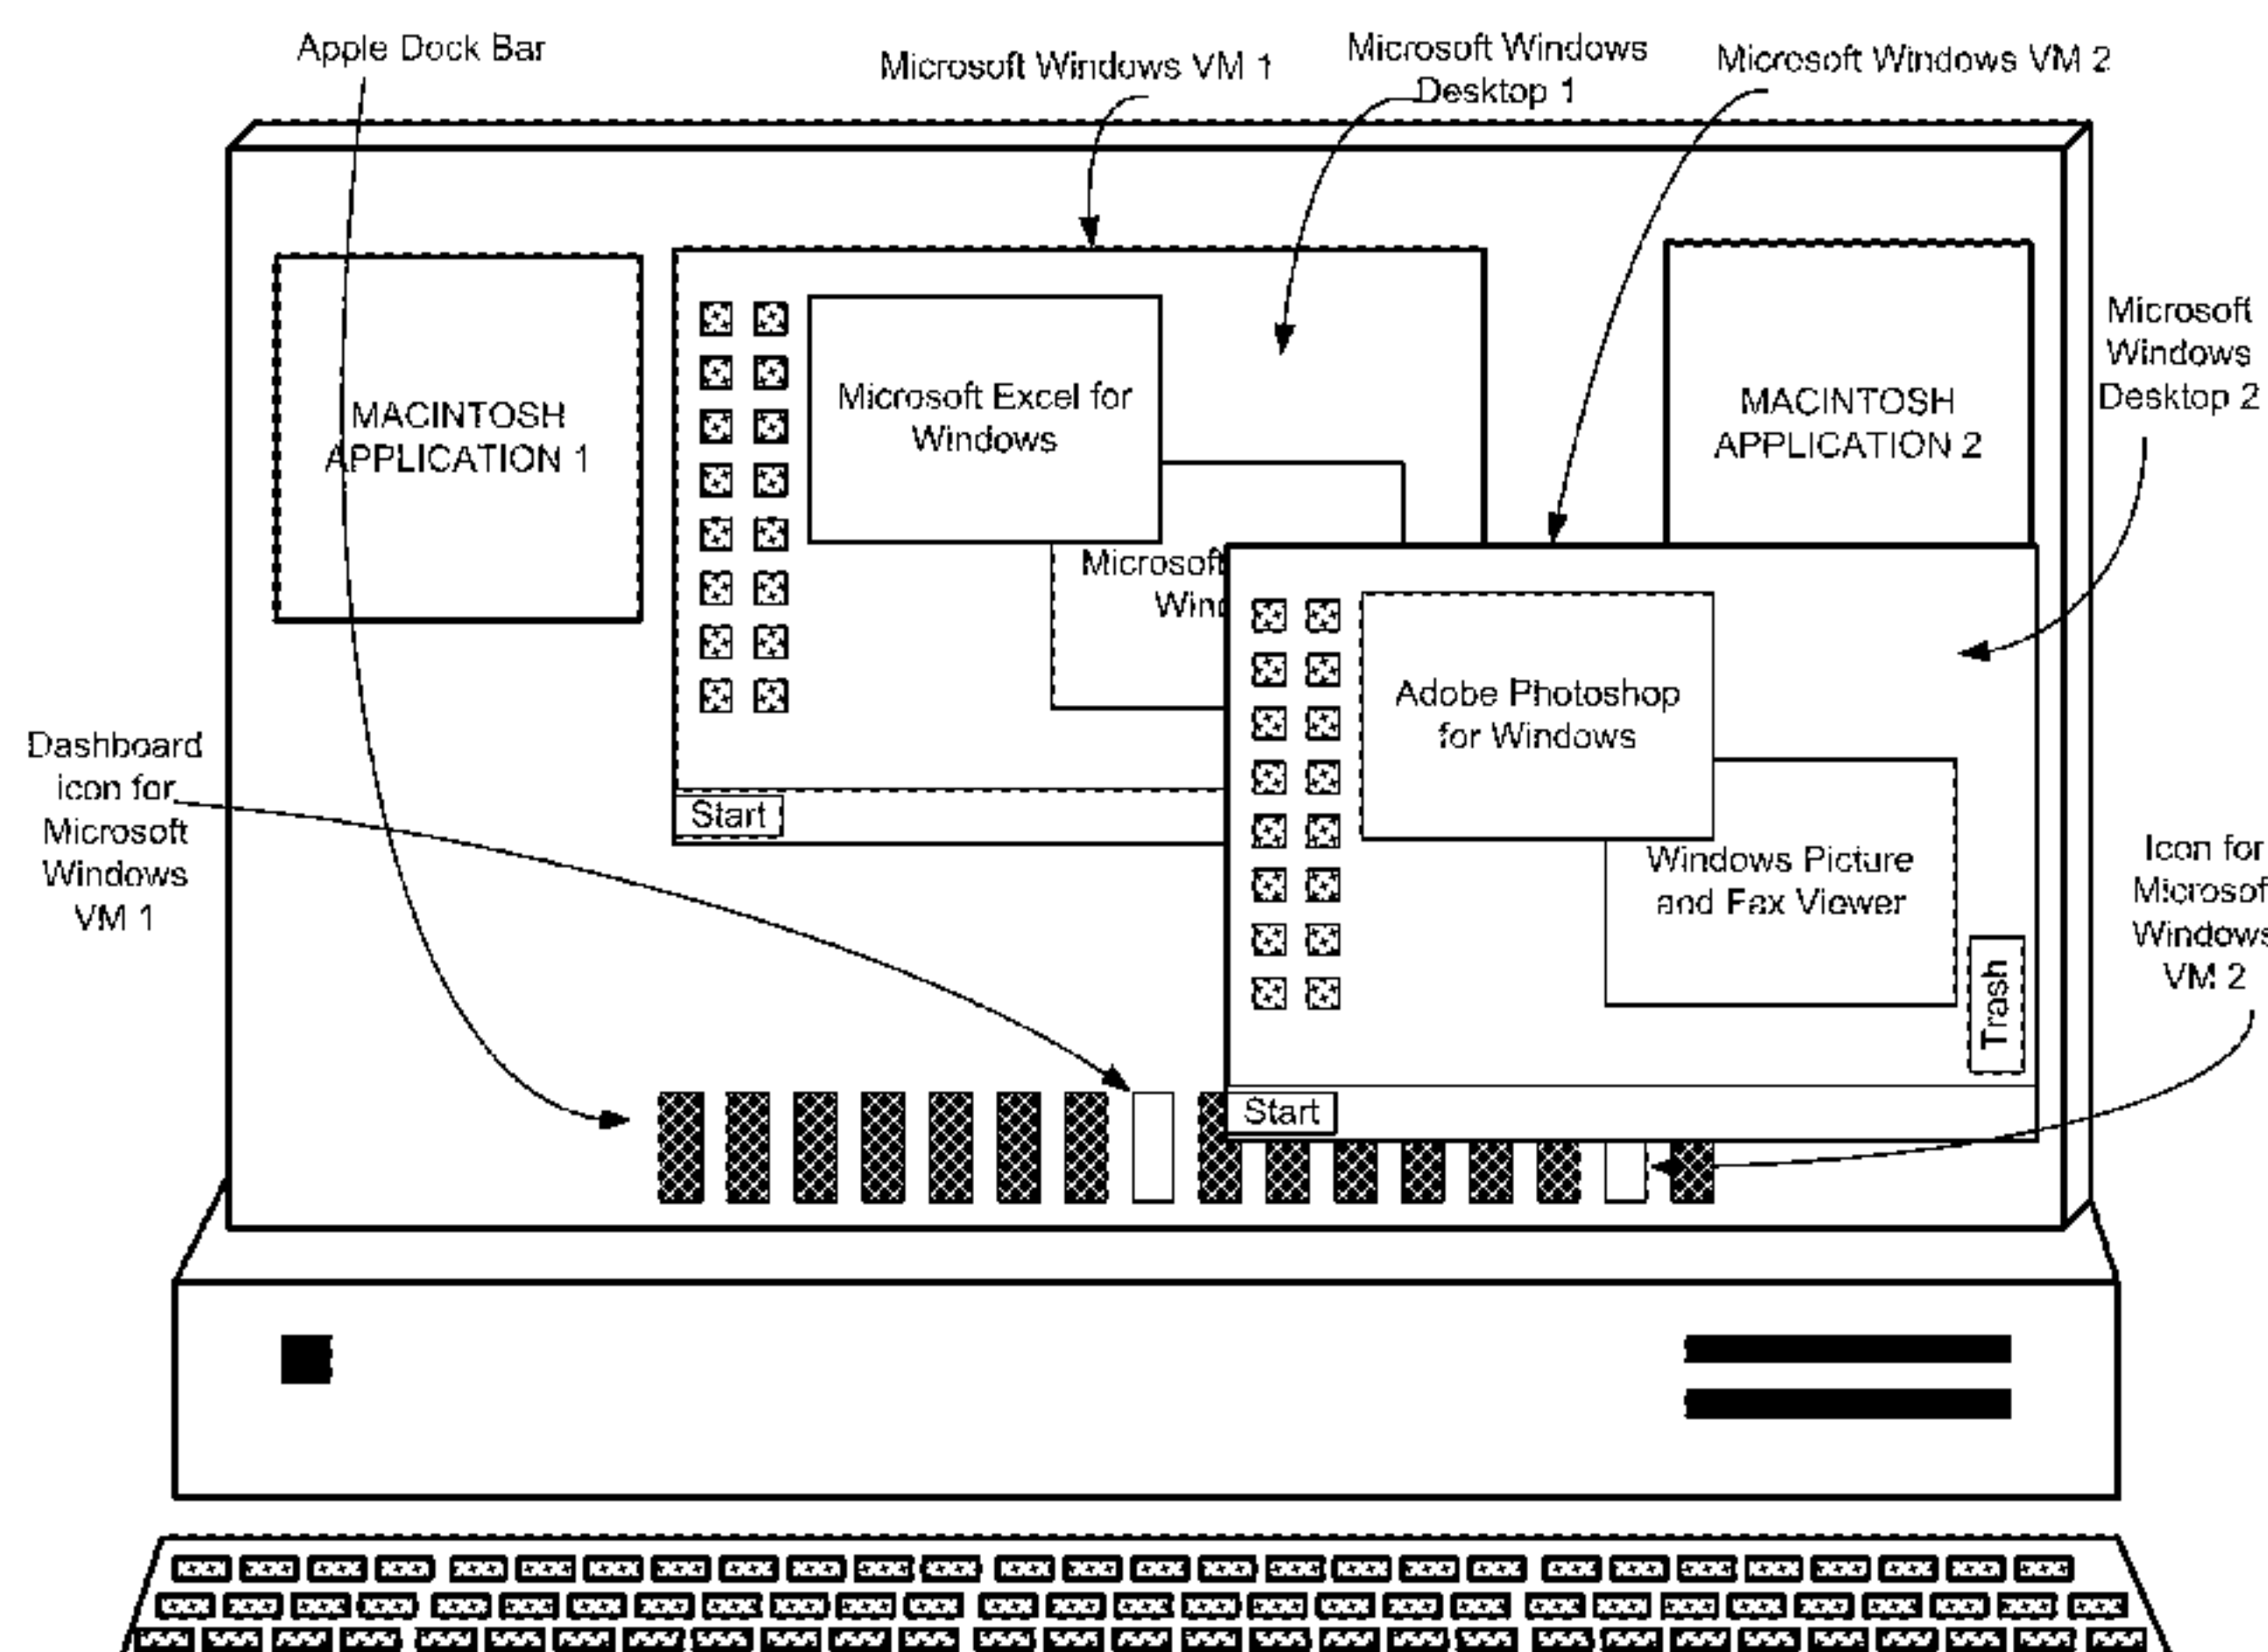 Apple Dock Bar
Microsoft Windows VM 1
Microsoft Windows
Desktop 1
Microsoft Windows VM 2
MACINTOSH
APPLICATION 1
Microsoft Excel for
Windows
MACINTOSH
APPLICATION 2
Microsoft
Windows
Desktop 2
Microsoft
Wind
Adobe Photoshop
for Windows
Dashboard
icon for
Microsoft
Windows
VM 1
Start
Windows Picture
and Fax Viewer
Icon for
Microsof
Windows
VM 2
Trash
Start